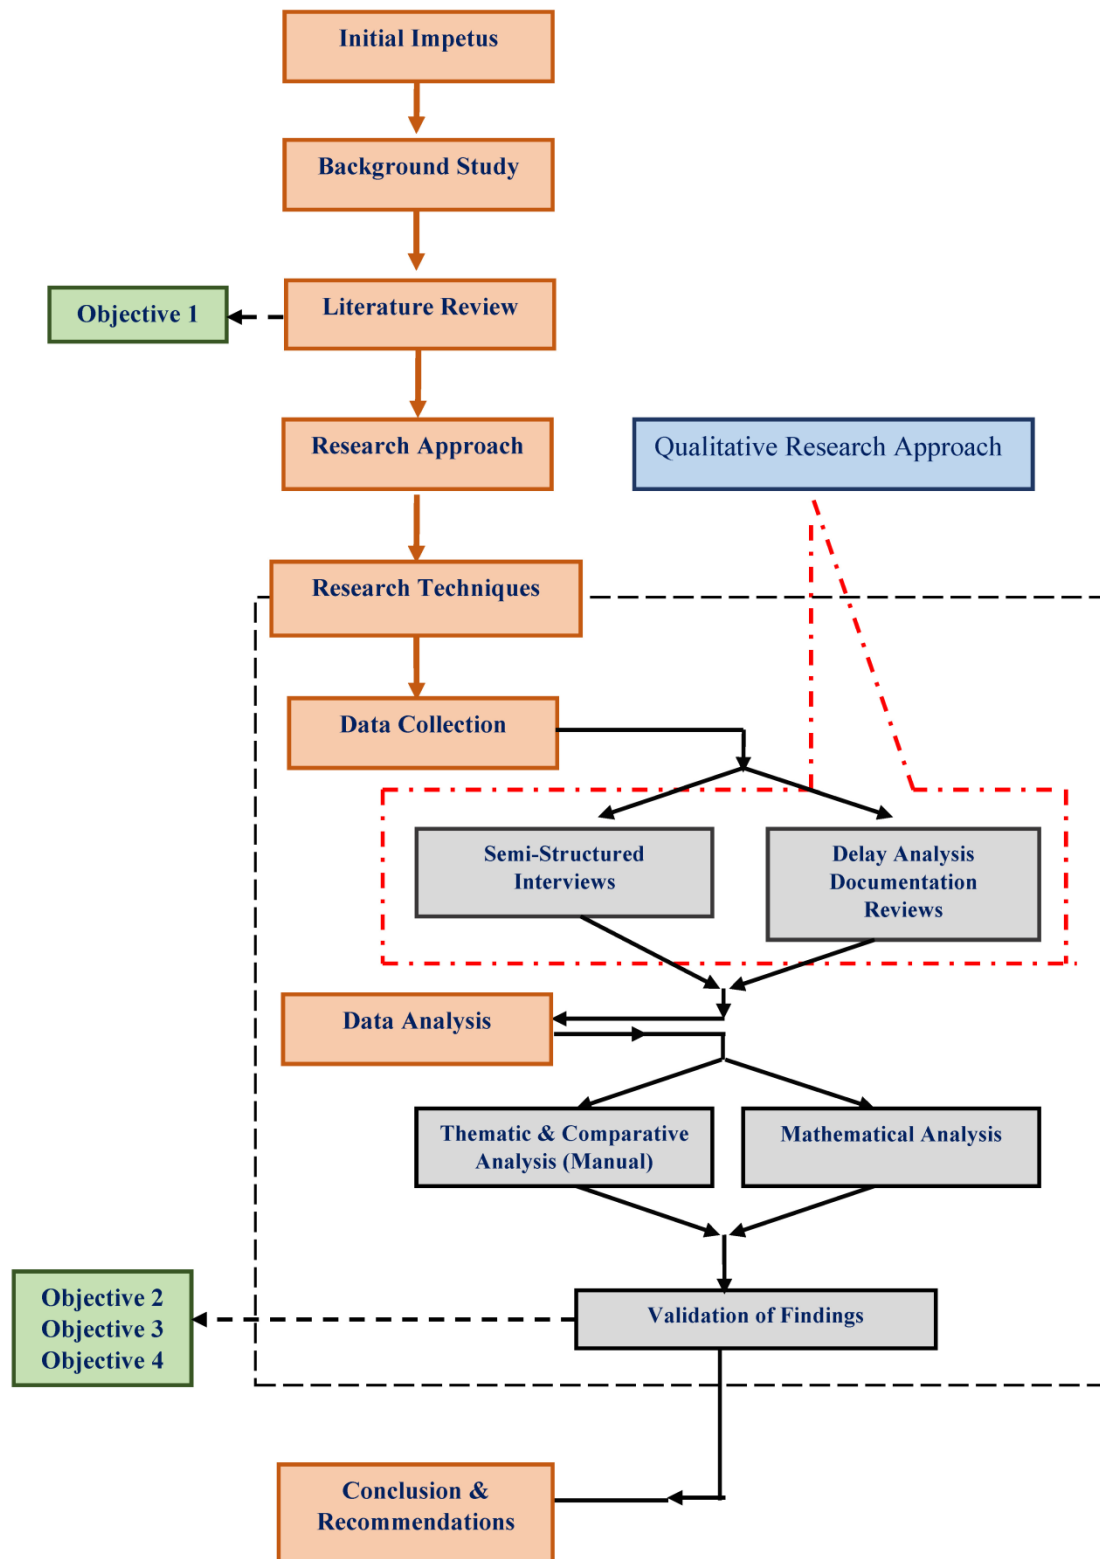 Initial Impetus
Background Study
Literature Review
Objective 1
Research Approach
Qualitative Research Approach
Research Techniques
Data Collection
Semi-Structured
Interviews
Delay Analysis
Documentation
Reviews
Data Analysis
Thematic & Comparative
Analysis (Manual)
Mathematical Analysis
Objective 2
Objective 3
Objective 4
Validation of Findings
Conclusion &
Recommendations